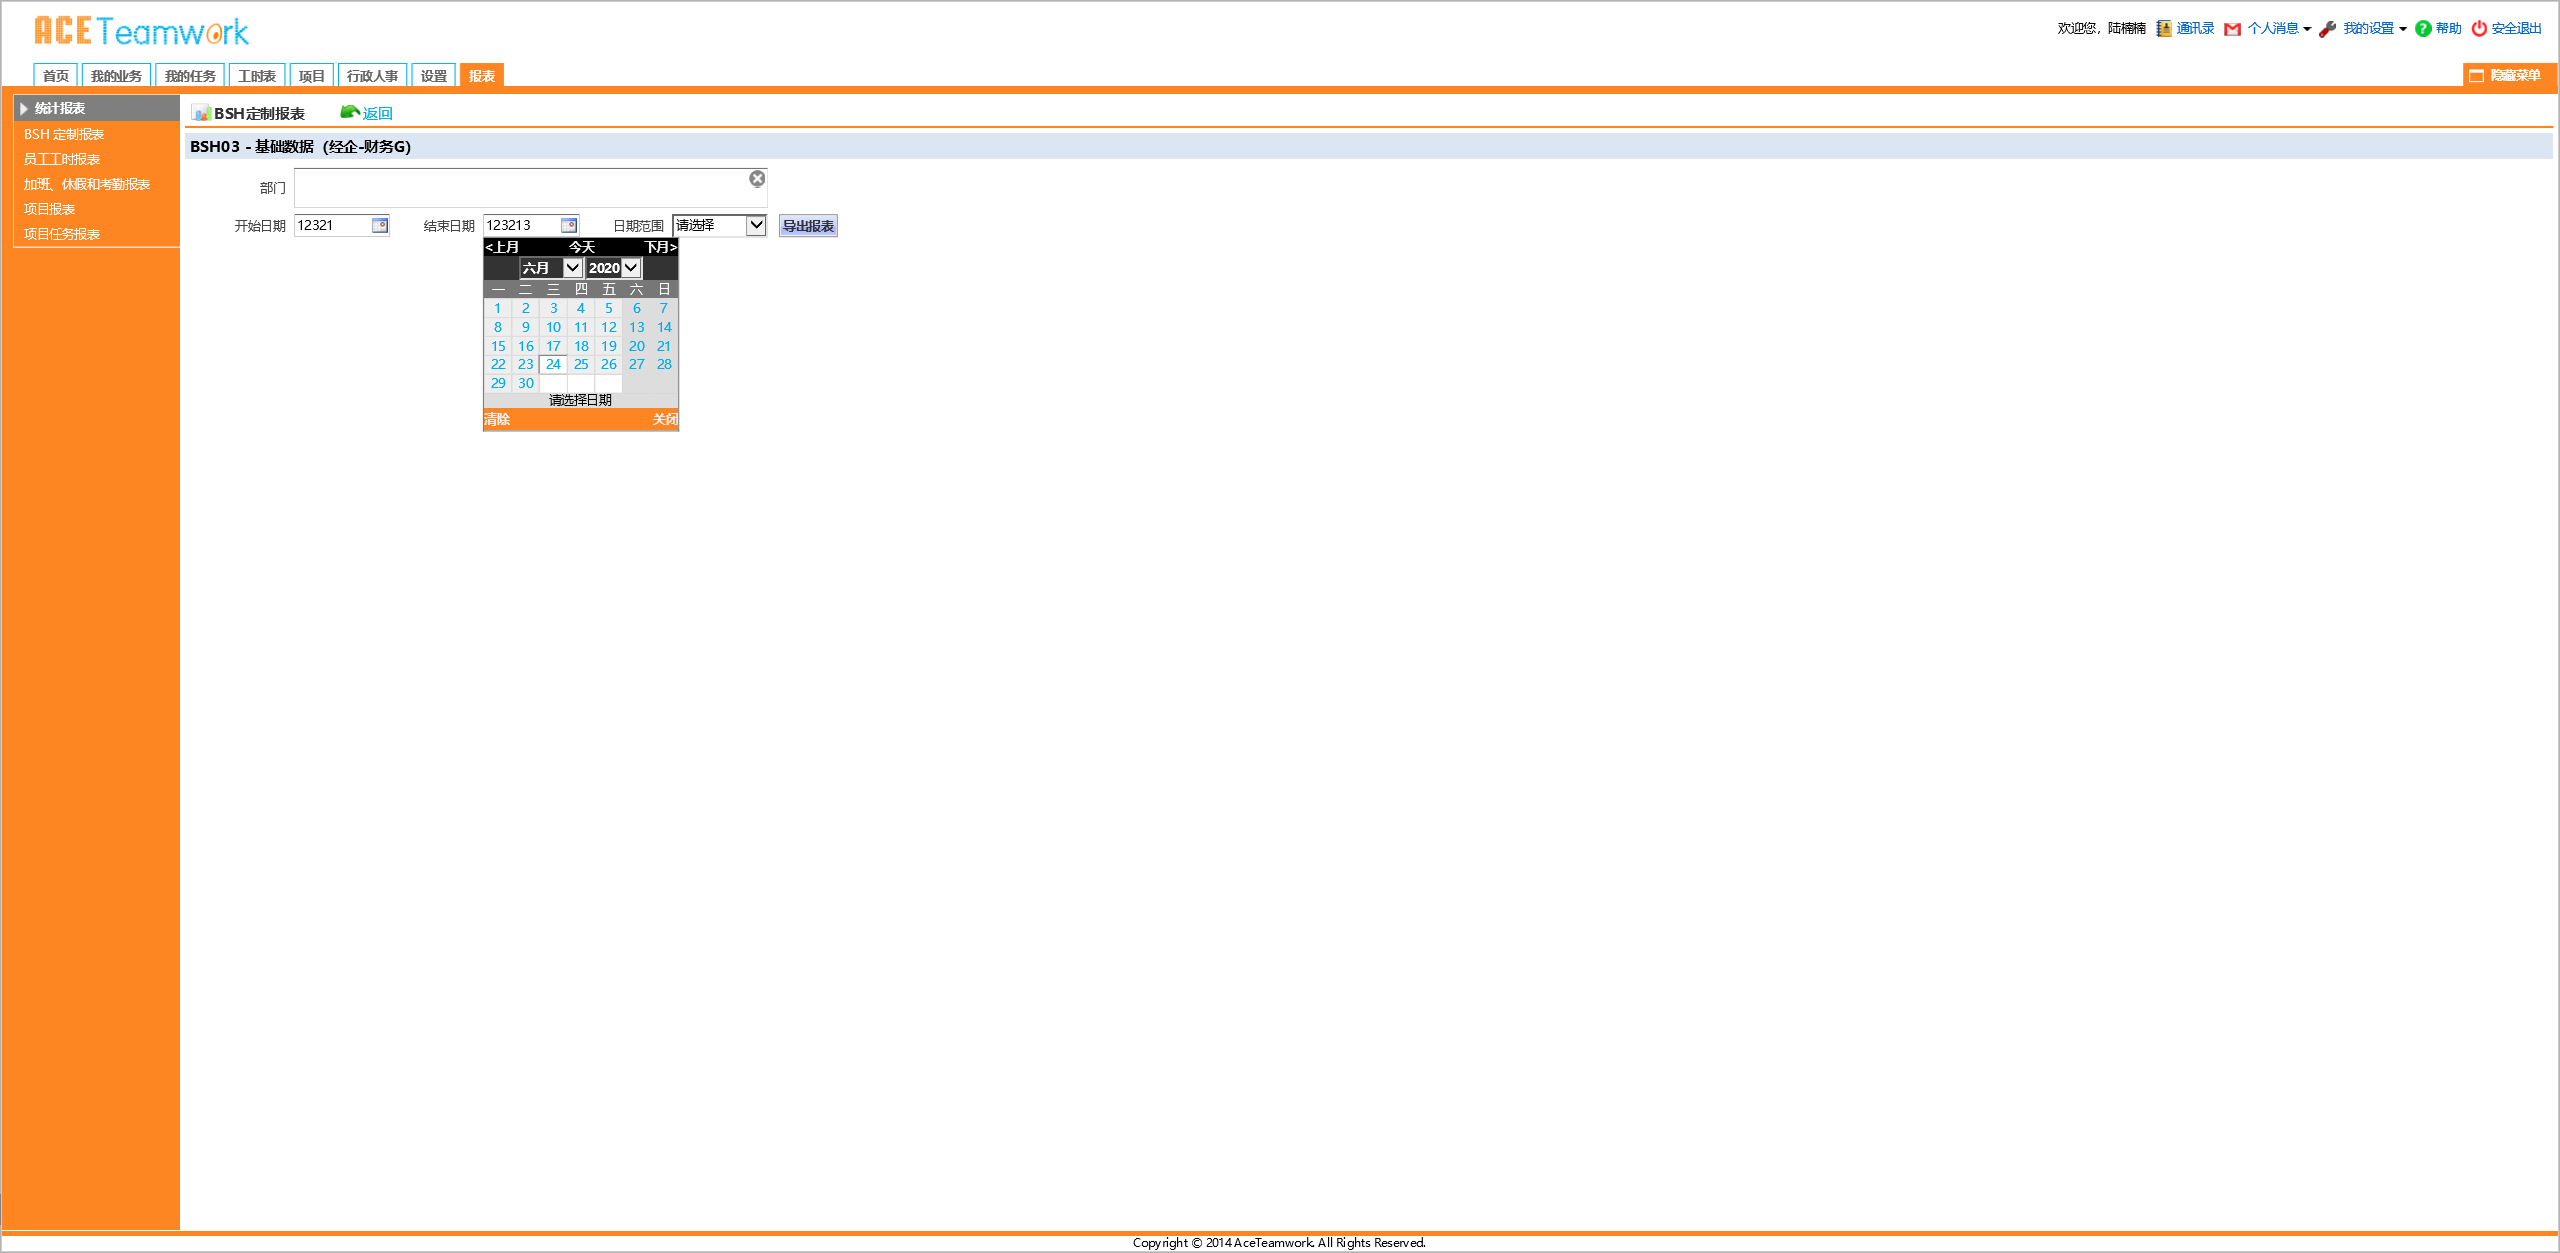 ACE Teamwork
欢迎您，陆楠楠 通讯录 个人消息 我的设置 帮助 安全退出
首页 我的业务 我的任务 工时表 项目 行政人事 设置 报表 隐藏菜单
统计报表
BSH 定制报表
员工工时报表
加班、休假和考勤报表
项目报表
项目任务报表
BSH定制报表 返回
BSH03 - 基础数据（经企-财务G）
部门
开始日期 12321 结束日期 123213 日期范围 请选择 导出报表
<上月 今天 下月>
六月 2020
一 二 三 四 五 六 日
1 2 3 4 5 6 7
8 9 10 11 12 13 14
15 16 17 18 19 20 21
22 23 24 25 26 27 28
29 30
请选择日期
清除 关闭
Copyright © 2014 AceTeamwork. All Rights Reserved.